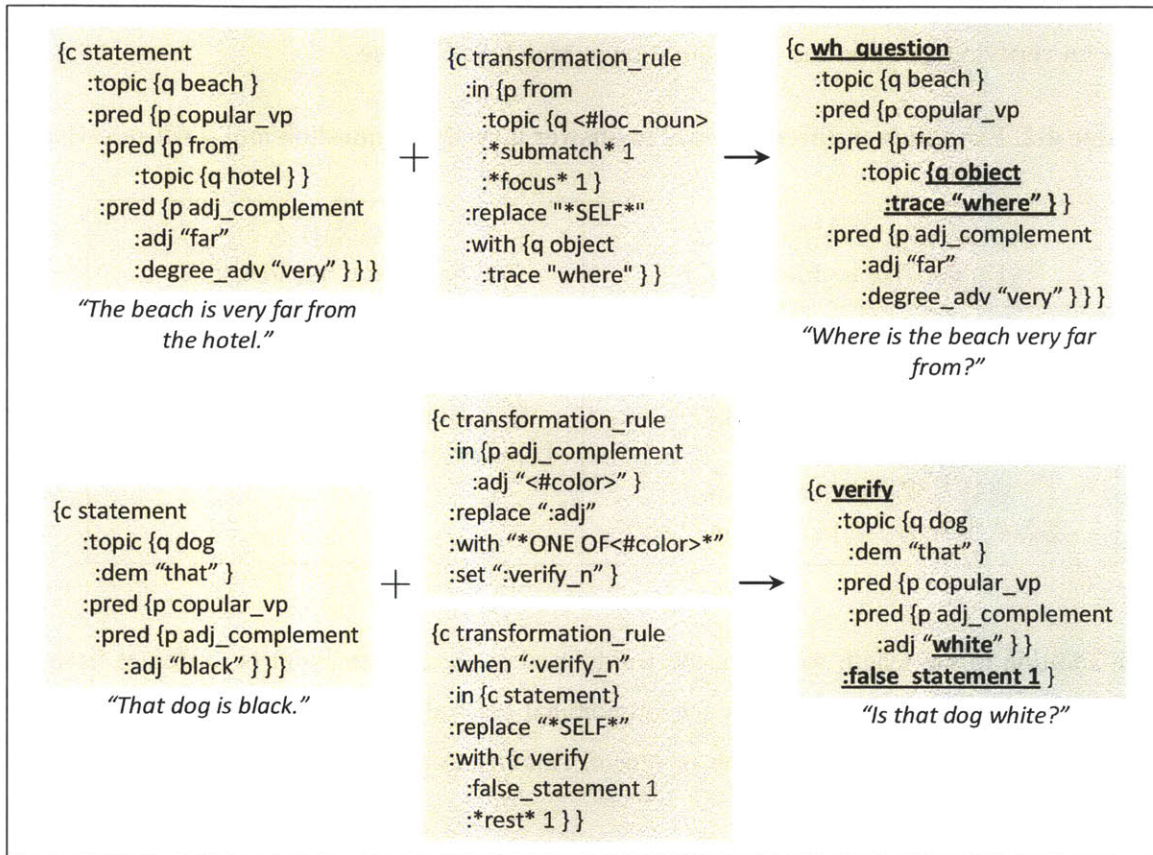 {c statement
:topic {q beach }
:pred {p copular_vp
:pred {p from
:topic {q hotel } }
:pred {p adj_complement
:adj “far”
:degree_adv “very” } } }
“The beach is very far from
the hotel.”
+
{c transformation_rule
:in {p from
:topic {q <#loc_noun>
:*submatch* 1
:*focus* 1 }
:replace "*SELF*"
:with {q object
:trace "where" } }
→
{c wh_question
:topic {q beach }
:pred {p copular_vp
:pred {p from
:topic {q object
:trace “where” } }
:pred {p adj_complement
:adj “far”
:degree_adv “very” } } }
“Where is the beach very far
from?”
{c statement
:topic {q dog
:dem “that” }
:pred {p copular_vp
:pred {p adj_complement
:adj “black” } } }
“That dog is black.”
+
{c transformation_rule
:in {p adj_complement
:adj “<#color>” }
:replace “:adj”
:with “*ONE OF<#color>*”
:set “:verify_n” }
{c transformation_rule
:when “:verify_n”
:in {c statement}
:replace “*SELF*”
:with {c verify
:false_statement 1
:*rest* 1 } }
→
{c verify
:topic {q dog
:dem “that” }
:pred {p copular_vp
:pred {p adj_complement
:adj “white” } }
:false_statement 1 }
“Is that dog white?”